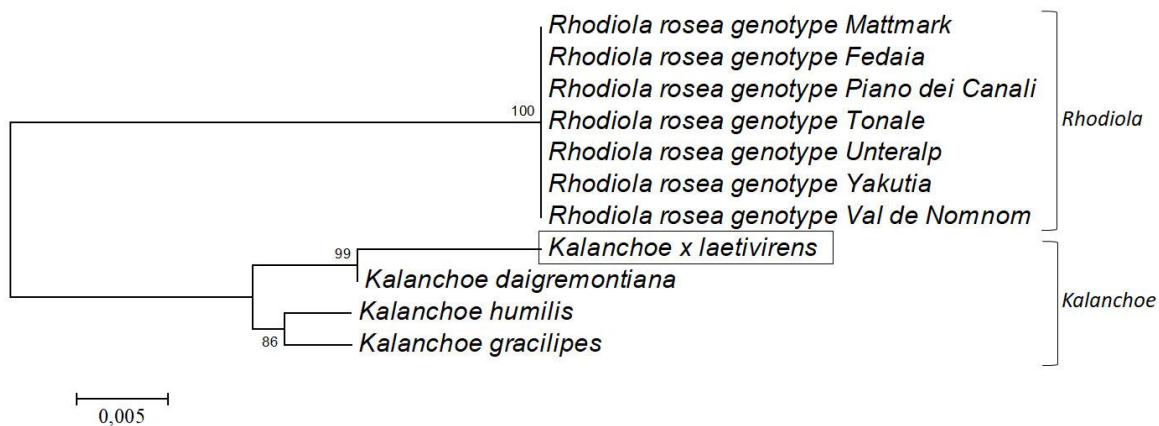 Rhodiola rosea genotype Mattmark
Rhodiola rosea genotype Fedaia
Rhodiola rosea genotype Piano dei Canali
100
Rhodiola rosea genotype Tonale
Rhodiola
Rhodiola rosea genotype Unteralp
Rhodiola rosea genotype Yakutia
Rhodiola rosea genotype Val de Nomnom
Kalanchoe x laetivirens
99
Kalanchoe daigremontiana
Kalanchoe
Kalanchoe humilis
86
Kalanchoe gracilipes
0,005